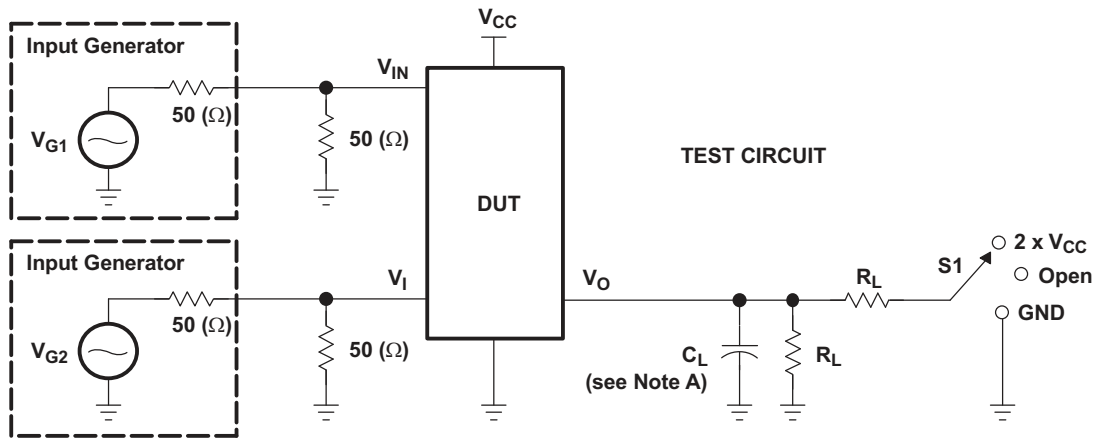 Input Generator
V_G1
50 (Ω)
50 (Ω)
V_IN
V_CC
DUT
TEST CIRCUIT
Input Generator
V_G2
50 (Ω)
50 (Ω)
V_I
V_O
C_L
(see Note A)
R_L
R_L
S1
2 x V_CC
Open
GND